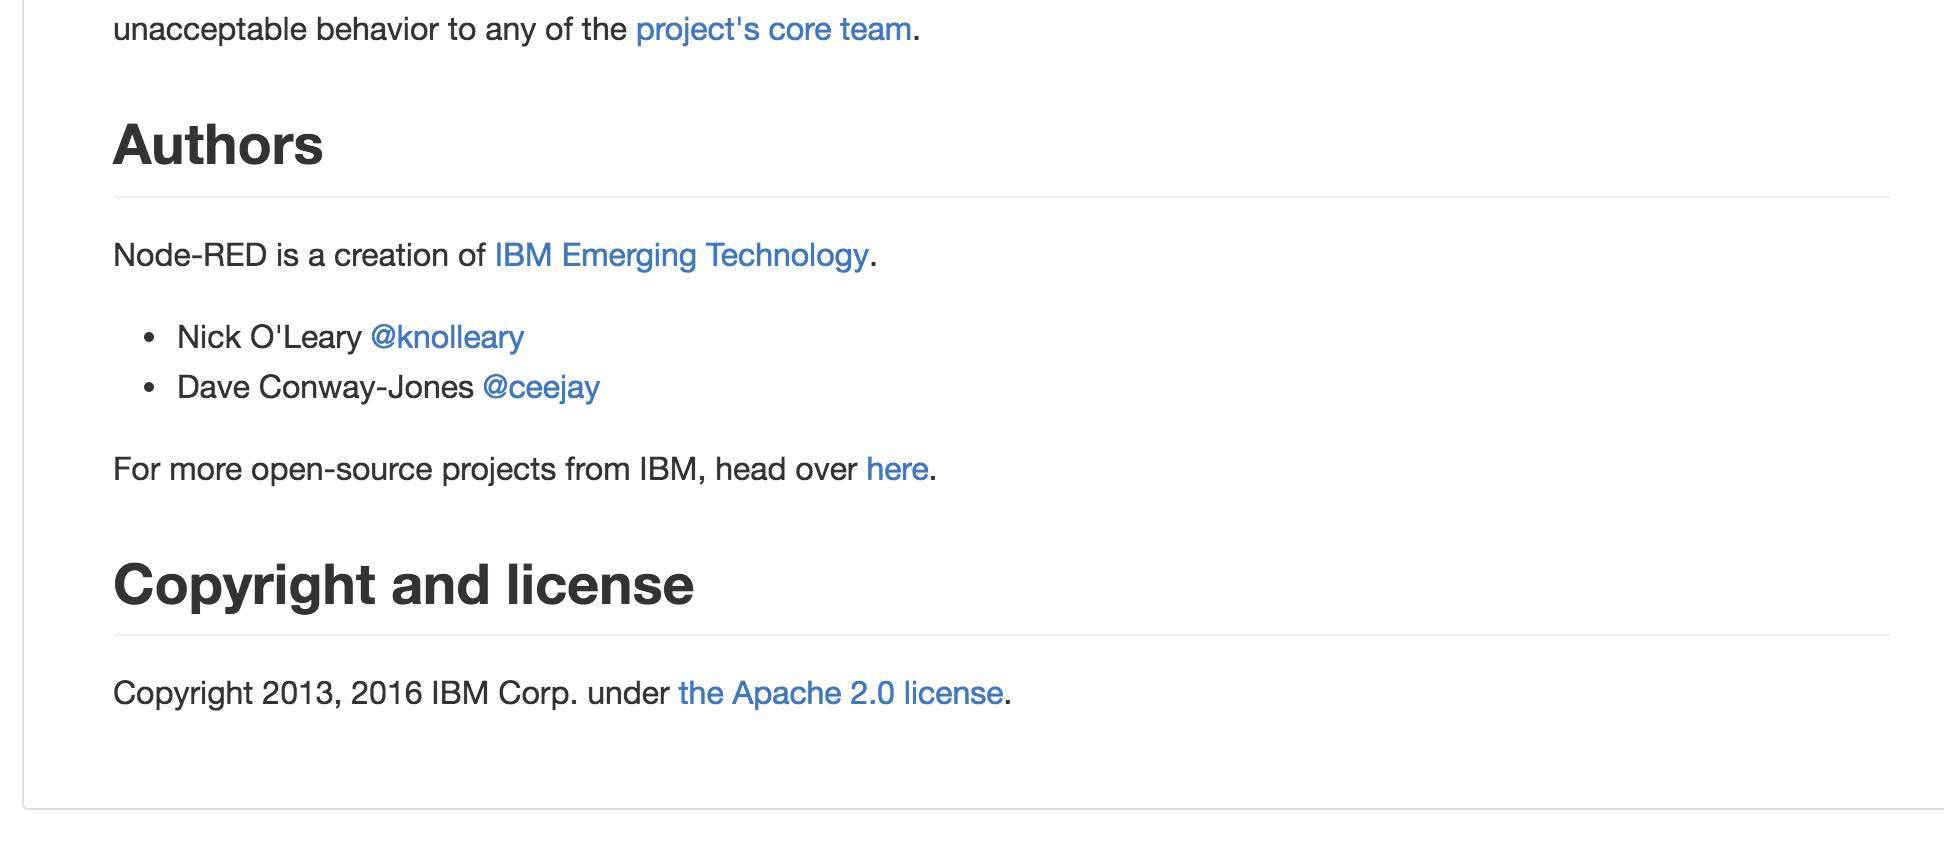 unacceptable behavior to any of the project's core team.
Authors
Node-RED is a creation of IBM Emerging Technology.
• Nick O'Leary @knolleary
• Dave Conway-Jones @ceejay
For more open-source projects from IBM, head over here.
Copyright and license
Copyright 2013, 2016 IBM Corp. under the Apache 2.0 license.